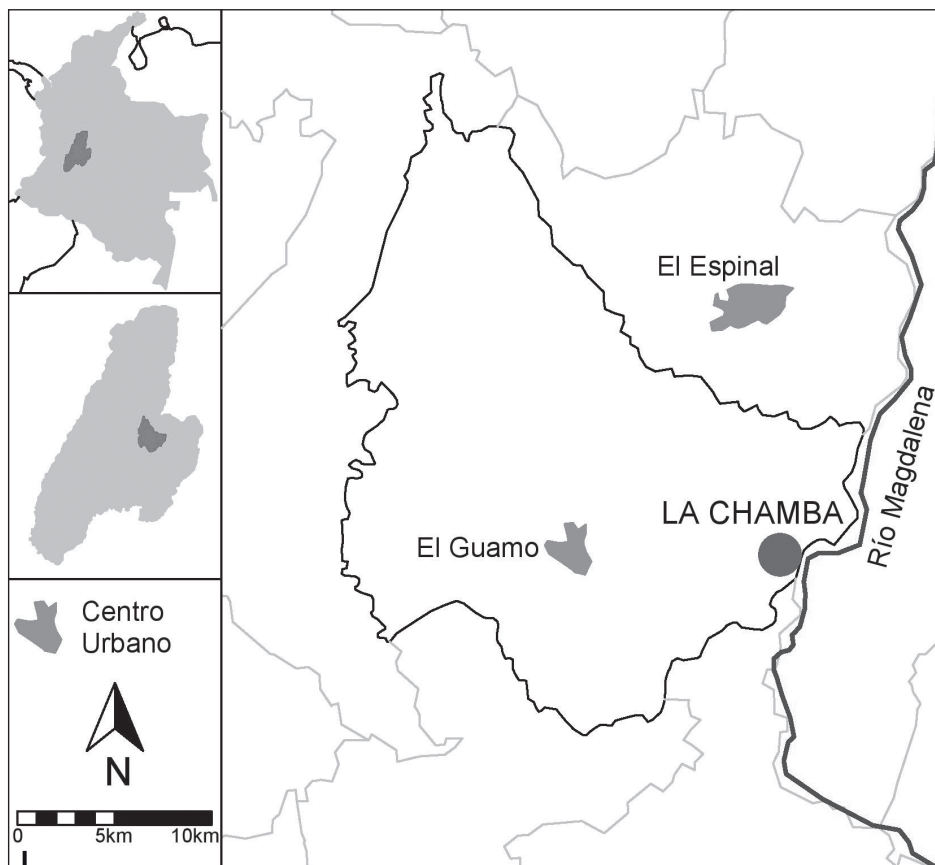 El Espinal
Río Magdalena
LA CHAMBA
El Guamo
Centro
Urbano
N
0 5km 10km